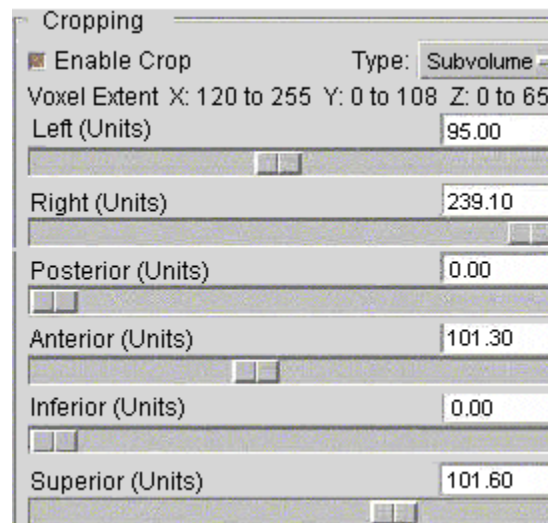 Cropping
Enable Crop Type: Subvolume
Voxel Extent X: 120 to 255 Y: 0 to 108 Z: 0 to 65
Left (Units) 95.00
Right (Units) 239.10
Posterior (Units) 0.00
Anterior (Units) 101.30
Inferior (Units) 0.00
Superior (Units) 101.60